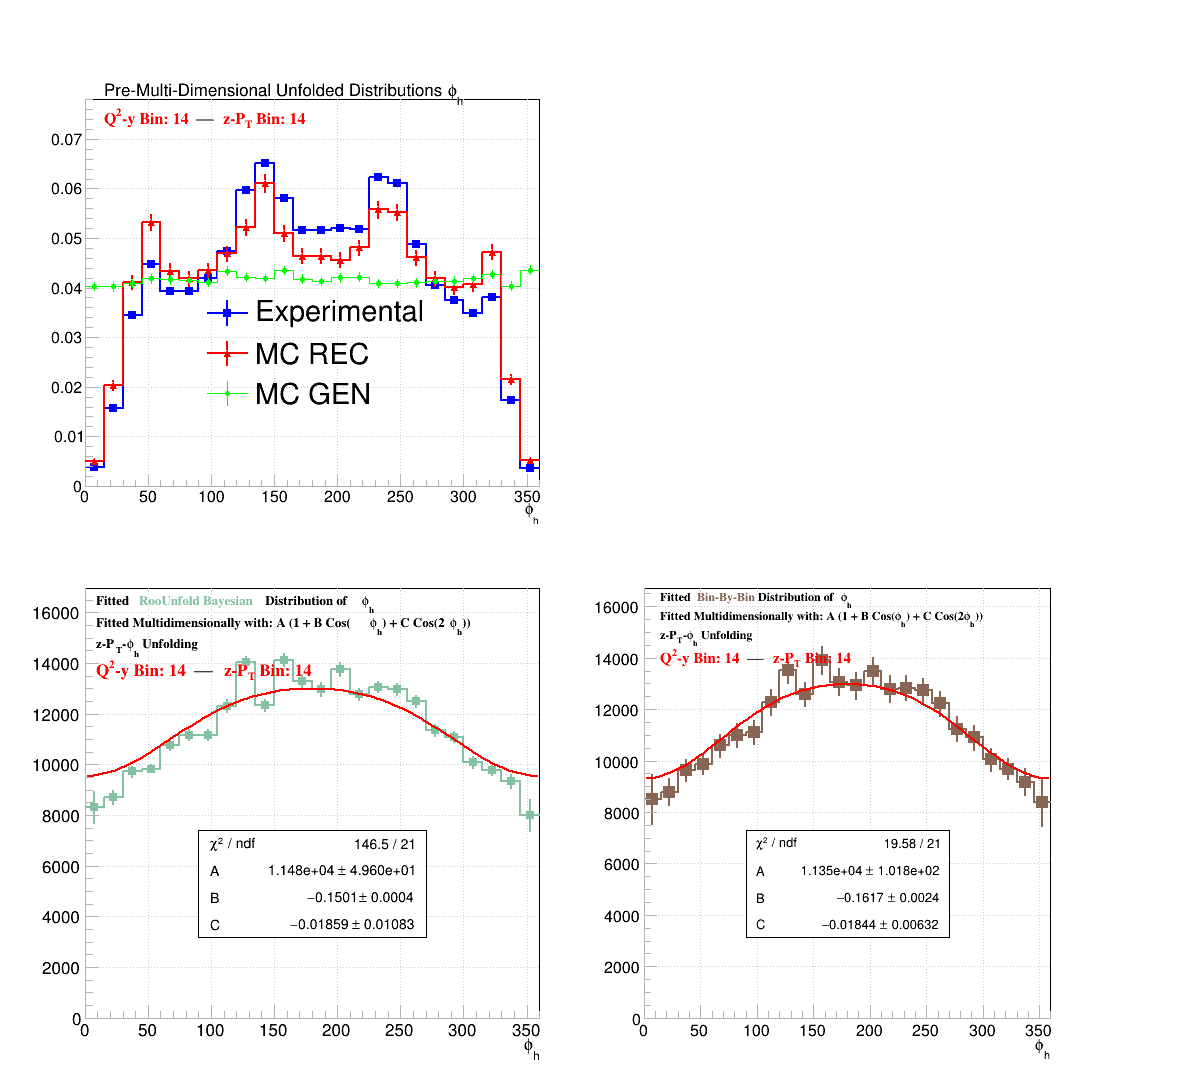 Pre-Multi-Dimensional Unfolded Distributions ϕh
Q²-y Bin: 14 — z-PT Bin: 14
0.07
0.06
0.05
0.04
0.03
0.02
0.01
0
Experimental
MC REC
MC GEN
0 50 100 150 200 250 300 350
ϕh
Fitted RooUnfold Bayesian Distribution of ϕh
Fitted Multidimensionally with: A (1 + B Cos( ϕh) + C Cos(2 ϕh))
z-PT-ϕh Unfolding
Q²-y Bin: 14 — z-PT Bin: 14
16000
14000
12000
10000
8000
6000
4000
2000
0
χ² / ndf 146.5 / 21
A 1.148e+04 ± 4.960e+01
B −0.1501 ± 0.0004
C −0.01859 ± 0.01083
0 50 100 150 200 250 300 350
ϕh
Fitted Bin-By-Bin Distribution of ϕh
Fitted Multidimensionally with: A (1 + B Cos(ϕh) + C Cos(2ϕh))
z-PT-ϕh Unfolding
Q²-y Bin: 14 — z-PT Bin: 14
16000
14000
12000
10000
8000
6000
4000
2000
0
χ² / ndf 19.58 / 21
A 1.135e+04 ± 1.018e+02
B −0.1617 ± 0.0024
C −0.01844 ± 0.00632
0 50 100 150 200 250 300 350
ϕh